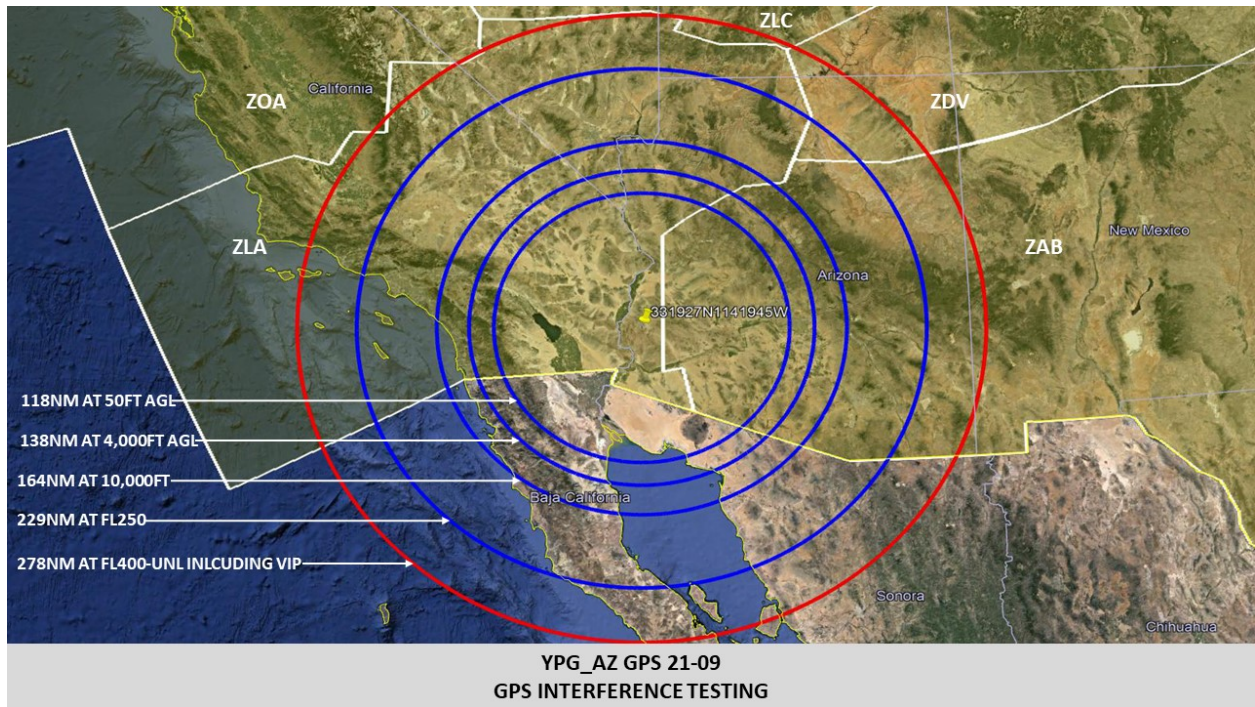 ZLC
ZOA
California
ZDV
ZLA
ZAB
New Mexico
Arizona
331927N1141945W
118NM AT 50FT AGL
138NM AT 4,000FT AGL
164NM AT 10,000FT
Baja California
229NM AT FL250
278NM AT FL400-UNL INLCUDING VIP
Sonora
Chihuahua
YPG_AZ GPS 21-09
GPS INTERFERENCE TESTING